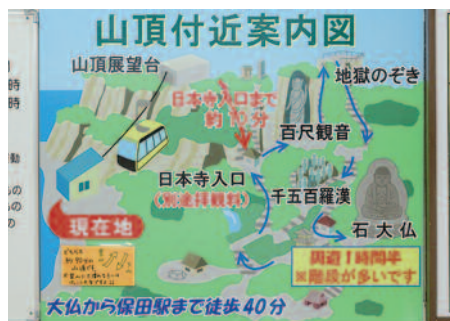 山頂付近案内図
山頂展望台
地獄のぞき
日本寺入口まで
約10分
百尺観音
日本寺入口
(別途拝観料)
千五百羅漢
石大仏
現在地
周遊1時間半
※階段が多いです
大仏から保田駅まで徒歩40分